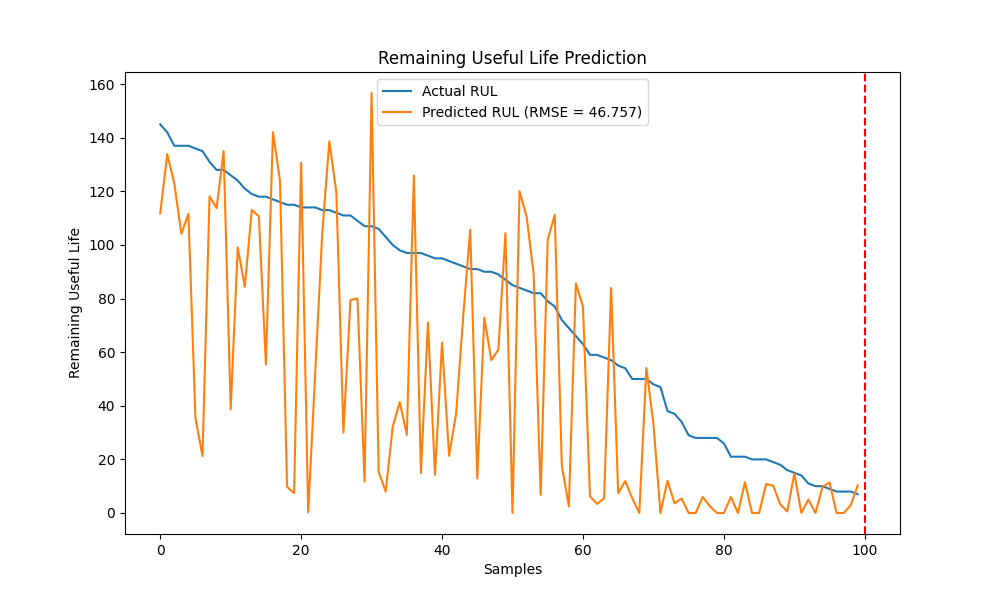 Remaining Useful Life Prediction
Actual RUL
Predicted RUL (RMSE = 46.757)
Remaining Useful Life
160
140
120
100
80
60
40
20
0
0 20 40 60 80 100
Samples